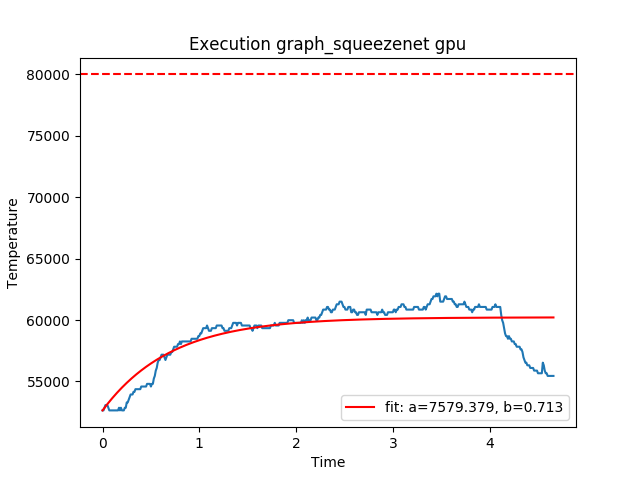 Execution graph_squeezenet gpu
Temperature
80000
75000
70000
65000
60000
55000
fit: a=7579.379, b=0.713
0 1 2 3 4
Time